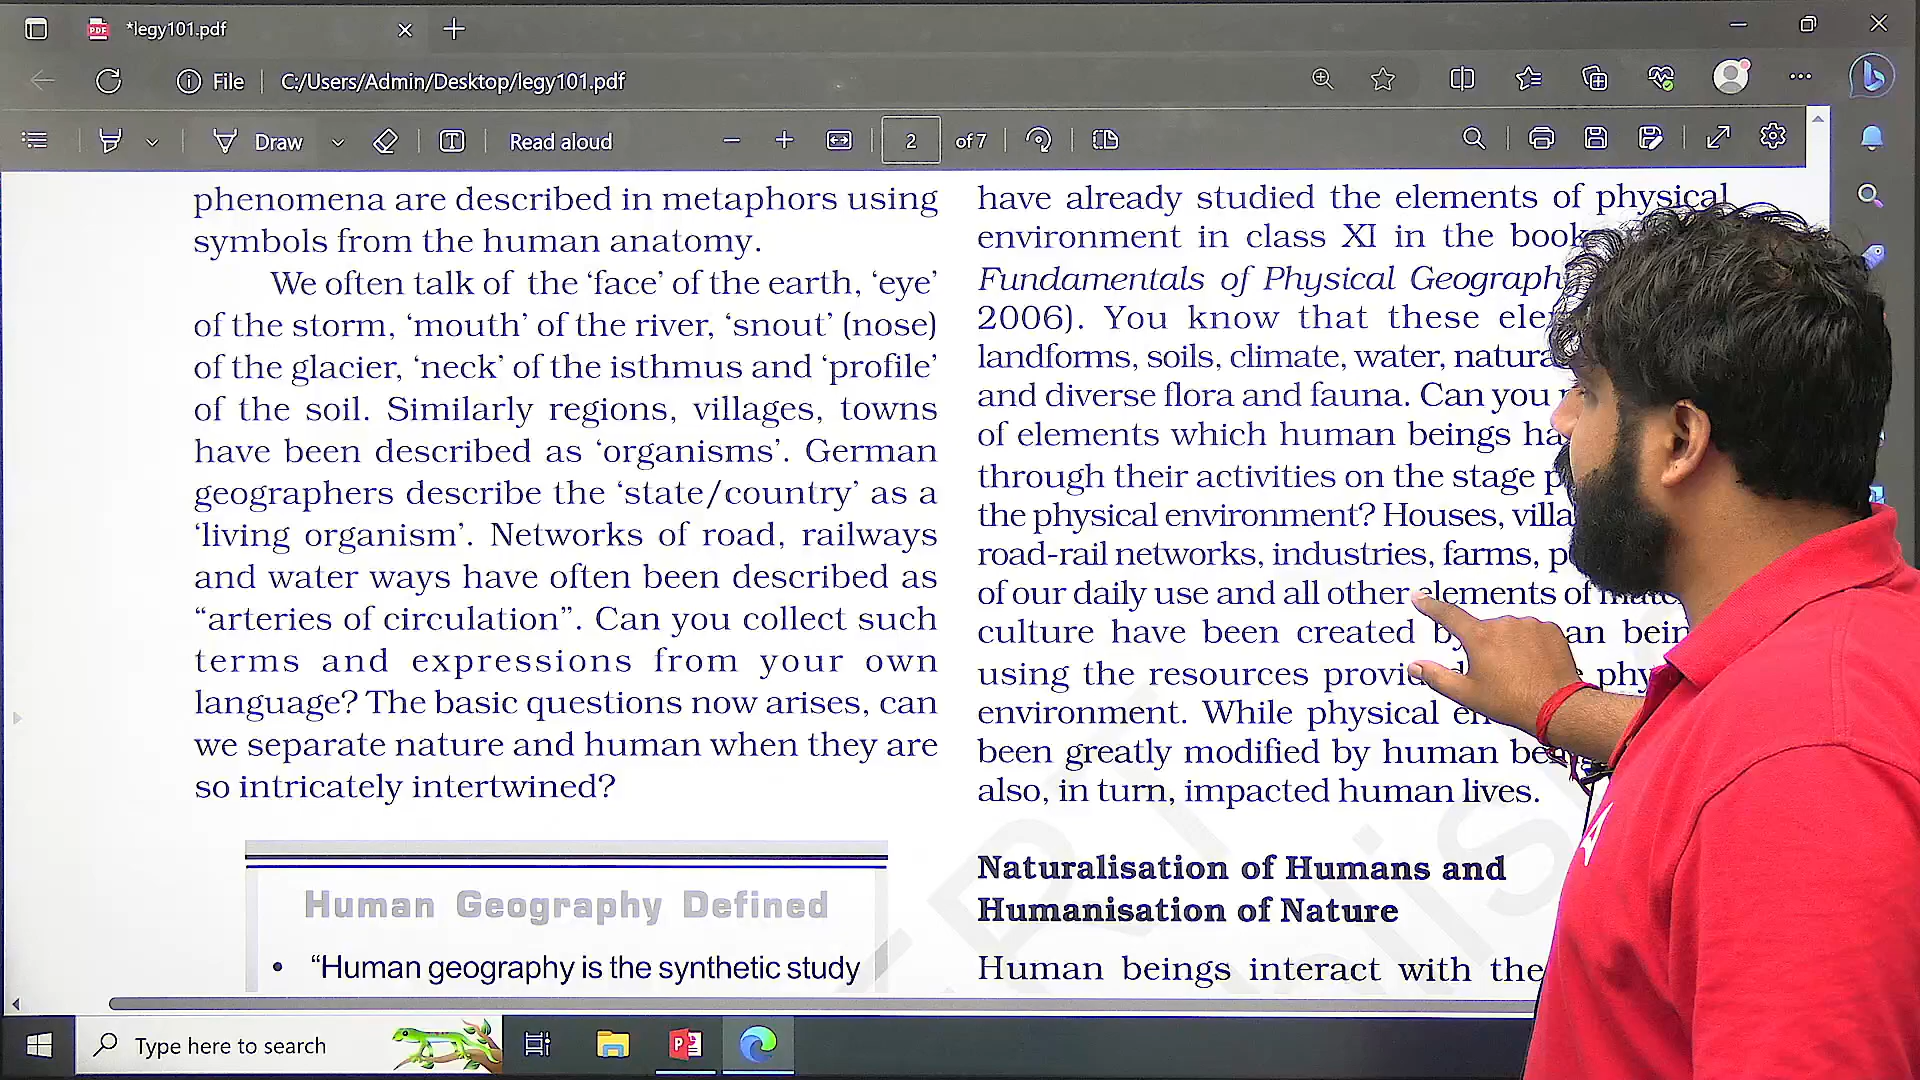 *legy101.pdf
File
C:/Users/Admin/Desktop/legy101.pdf
Draw
Read aloud
2
of 7
phenomena are described in metaphors using
symbols from the human anatomy.
We often talk of the ‘face’ of the earth, ‘eye’
of the storm, ‘mouth’ of the river, ‘snout’ (nose)
of the glacier, ‘neck’ of the isthmus and ‘profile’
of the soil. Similarly regions, villages, towns
have been described as ‘organisms’. German
geographers describe the ‘state/country’ as a
‘living organism’. Networks of road, railways
and water ways have often been described as
“arteries of circulation”. Can you collect such
terms and expressions from your own
language? The basic questions now arises, can
we separate nature and human when they are
so intricately intertwined?
Human Geography Defined
• “Human geography is the synthetic study
have already studied the elements of physical
environment in class XI in the book
Fundamentals of Physical Geography
2006). You know that these
landforms, soils, climate, water,
and diverse flora and fauna. Can you
of elements which human beings
through their activities on the stage
the physical environment? Houses,
road-rail networks, industries, farms,
of our daily use and all other elements of
culture have been created
using the resources
environment. While physical
been greatly modified by human
also, in turn, impacted human lives.
Naturalisation of Humans and
Humanisation of Nature
Human beings interact with the
Type here to search